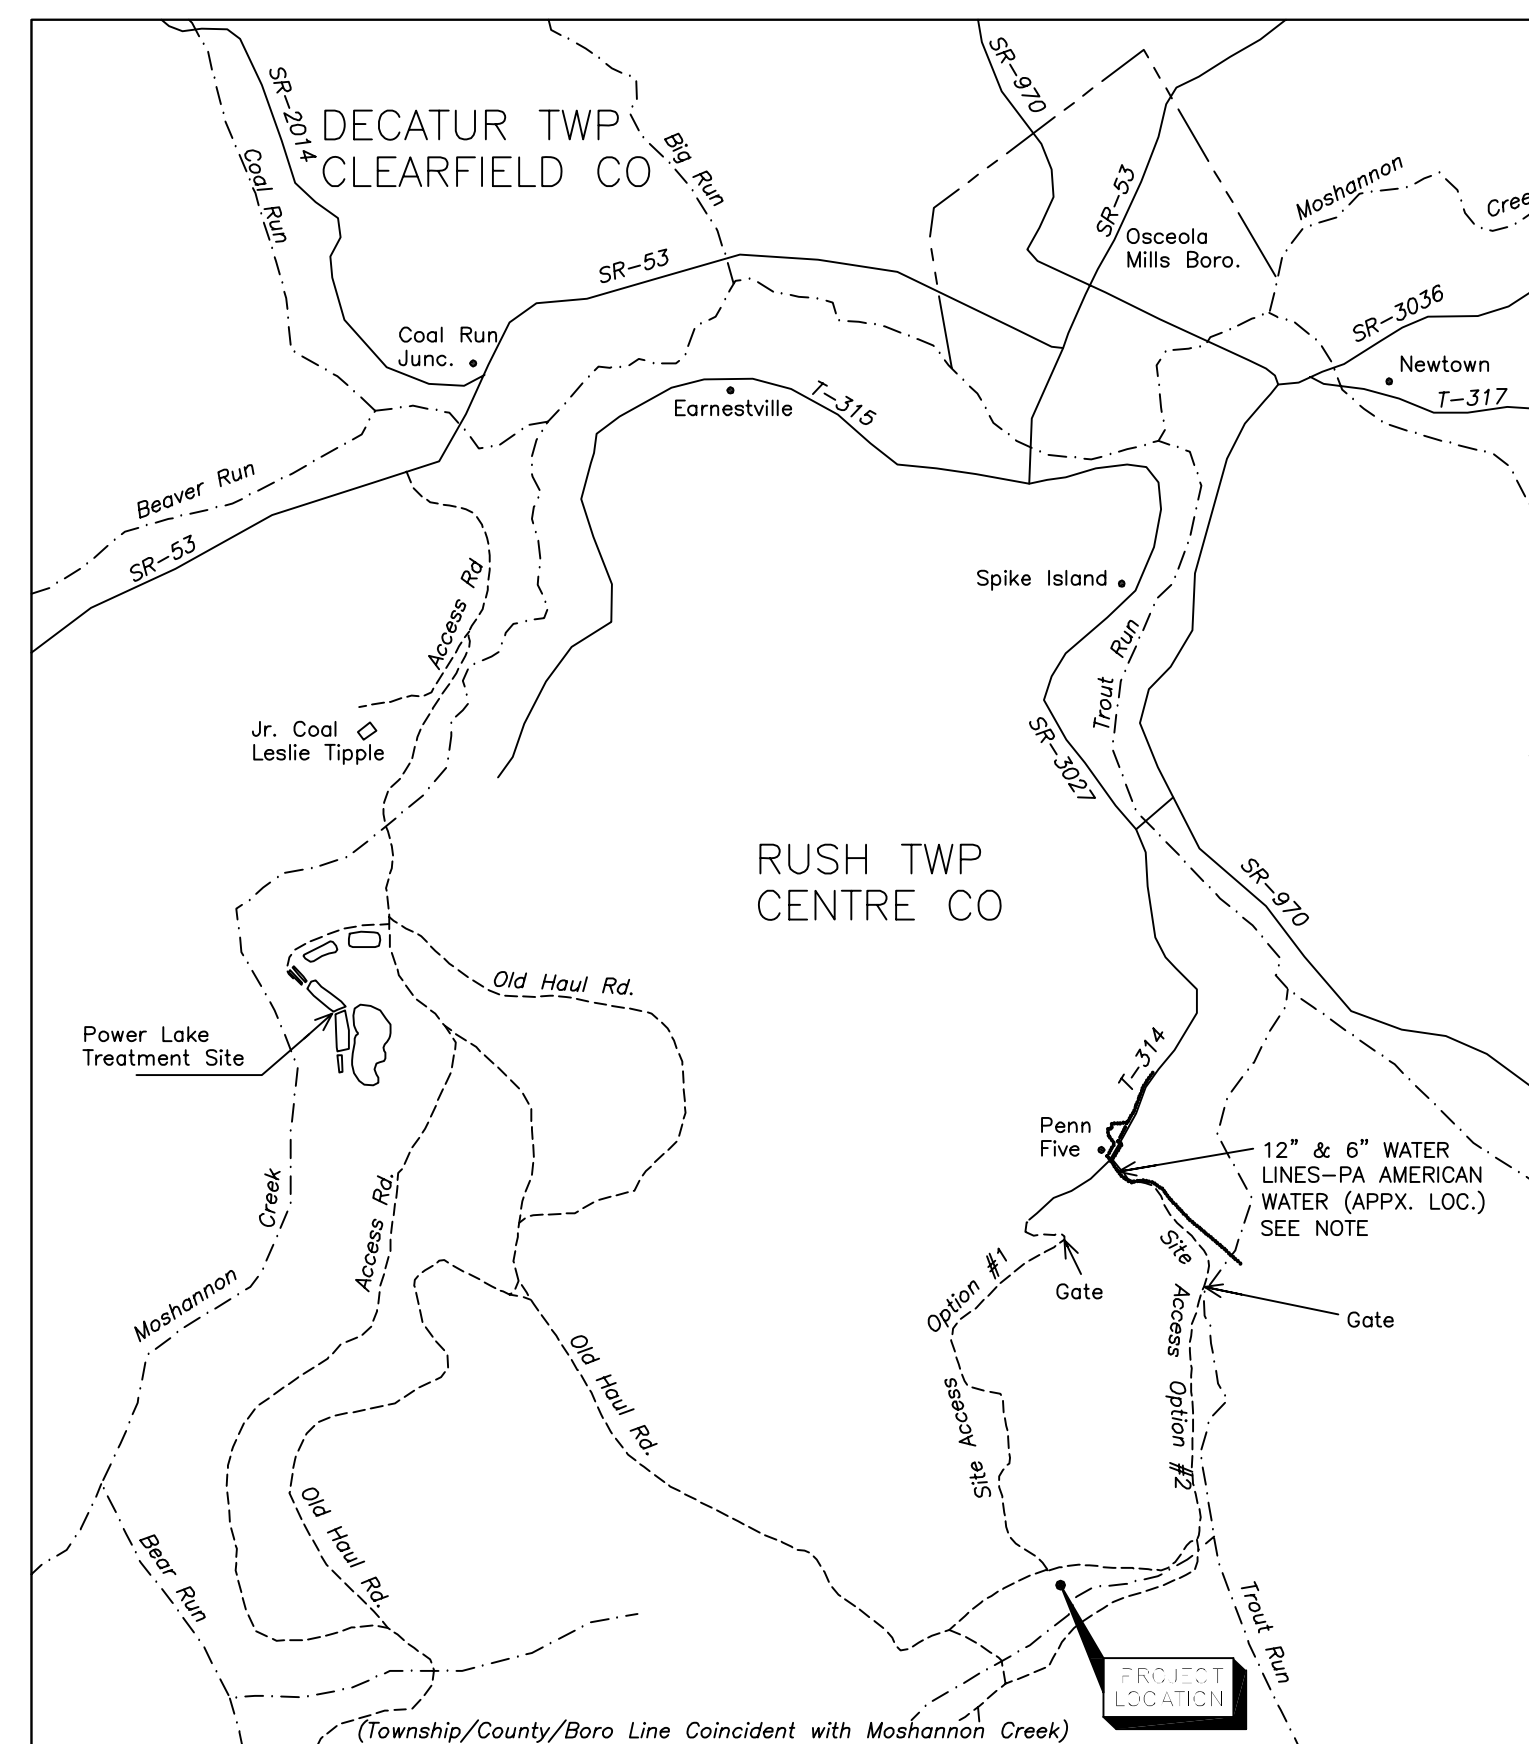 SR-970
SR-2014
DECATUR TWP
CLEARFIELD CO
Coal Run
Big Run
SR-53
Moshannon
Creek
Osceola
Mills Boro.
SR-53
SR-3036
Coal Run
Junc.
Newtown
Earnestville
T-315
T-317
Beaver Run
SR-53
Access Rd
Spike Island
Trout Run
Jr. Coal
Leslie Tipple
SR-3027
RUSH TWP
CENTRE CO
SR-970
Old Haul Rd.
Power Lake
Treatment Site
T-314
Penn
Five
12” & 6” WATER
LINES-PA AMERICAN
WATER (APPX. LOC.)
SEE NOTE
Moshannon Creek
Access Rd.
Site Access Option #1
Gate
Site Access Option #2
Gate
Old Haul Rd.
Old Haul Rd.
Bear Run
Trout Run
PROJECT
LOCATION
(Township/County/Boro Line Coincident with Moshannon Creek)